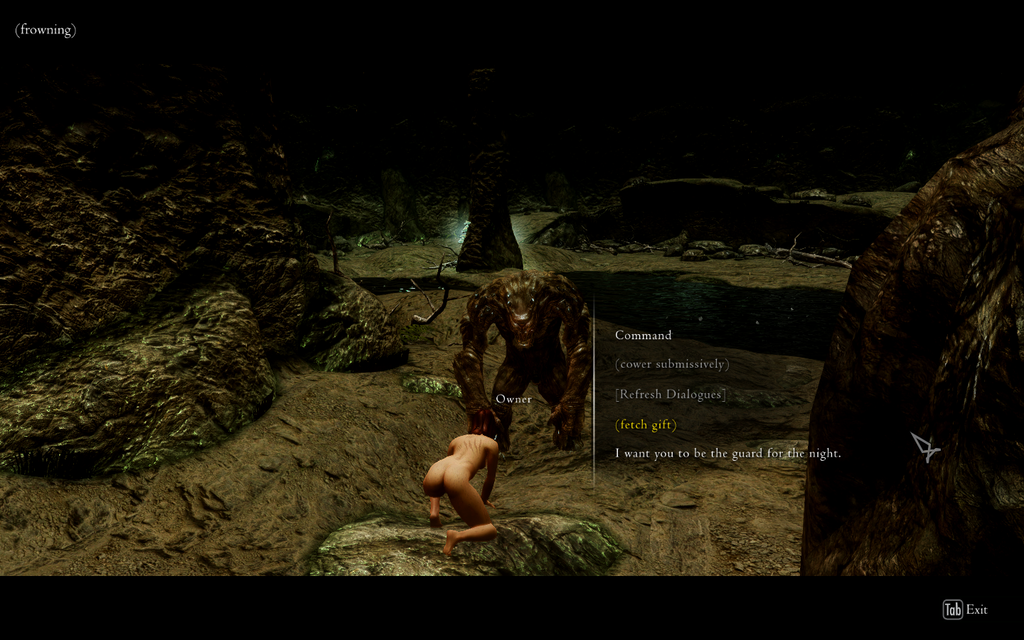 (frowning)
Command
(cower submissively)
[Refresh Dialogues]
Owner
(fetch gift)
I want you to be the guard for the night.
Tab Exit